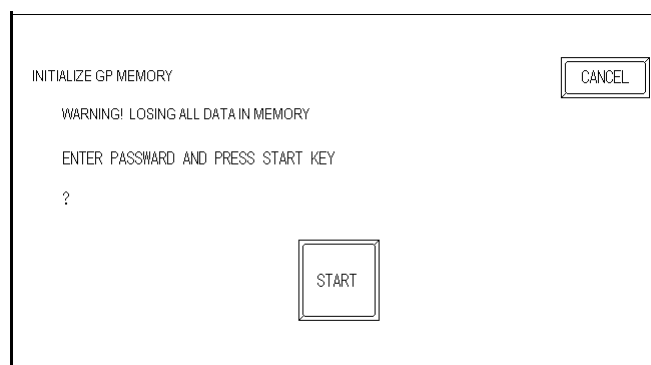 INITIALIZE GP MEMORY
CANCEL
WARNING! LOSING ALL DATA IN MEMORY
ENTER PASSWARD AND PRESS START KEY
?
START